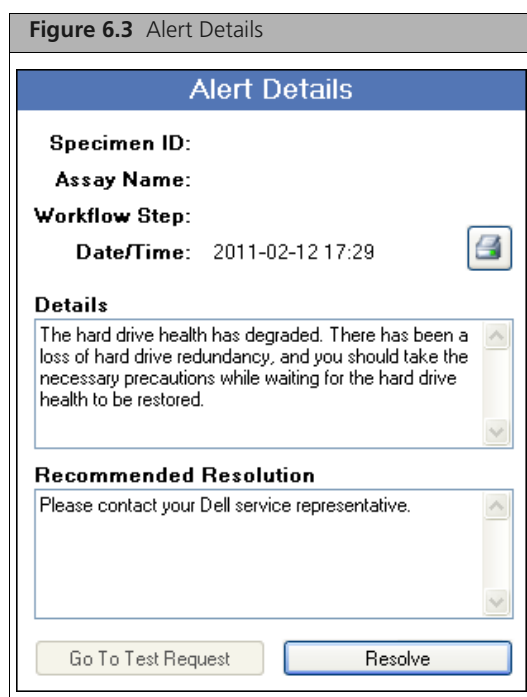 Figure 6.3 Alert Details
Alert Details
Specimen ID:
Assay Name:
Workflow Step:
Date/Time: 2011-02-12 17:29
Details
The hard drive health has degraded. There has been a
loss of hard drive redundancy, and you should take the
necessary precautions while waiting for the hard drive
health to be restored.
Recommended Resolution
Please contact your Dell service representative.
Go To Test Request Resolve